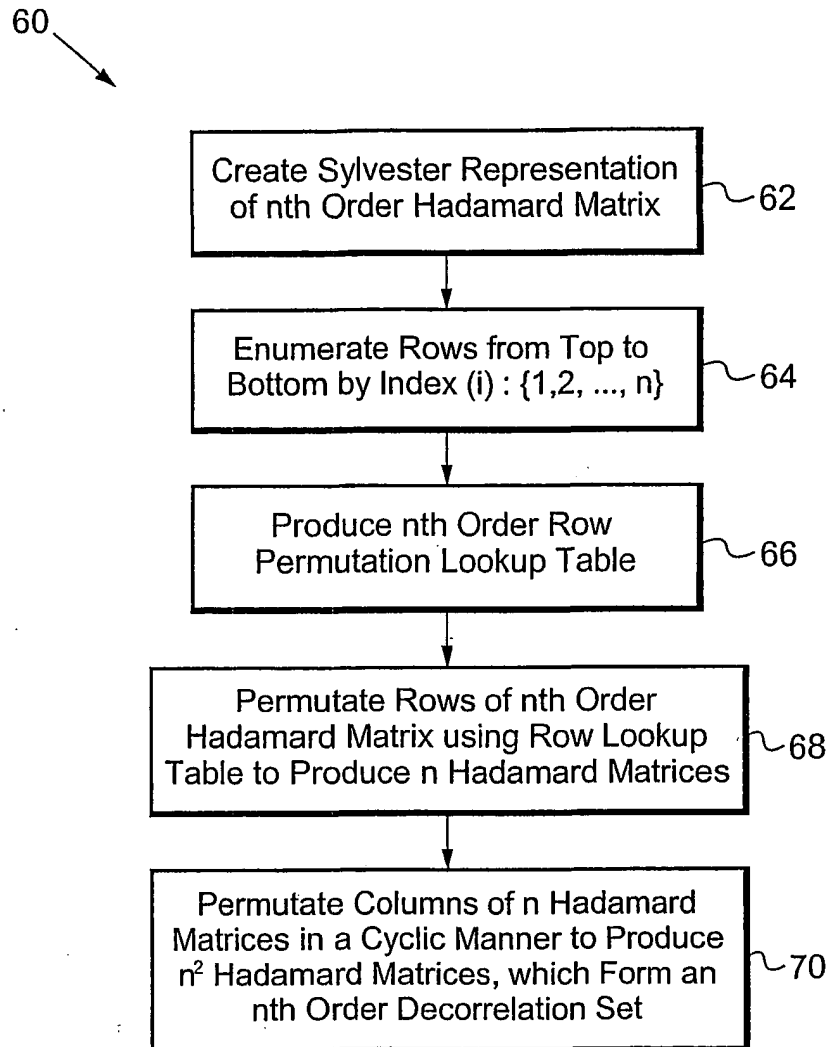 60
Create Sylvester Representation
of nth Order Hadamard Matrix
62
Enumerate Rows from Top to
Bottom by Index (i) : {1,2, ..., n}
64
Produce nth Order Row
Permutation Lookup Table
66
Permutate Rows of nth Order
Hadamard Matrix using Row Lookup
Table to Produce n Hadamard Matrices
68
Permutate Columns of n Hadamard
Matrices in a Cyclic Manner to Produce
n² Hadamard Matrices, which Form an
nth Order Decorrelation Set
70